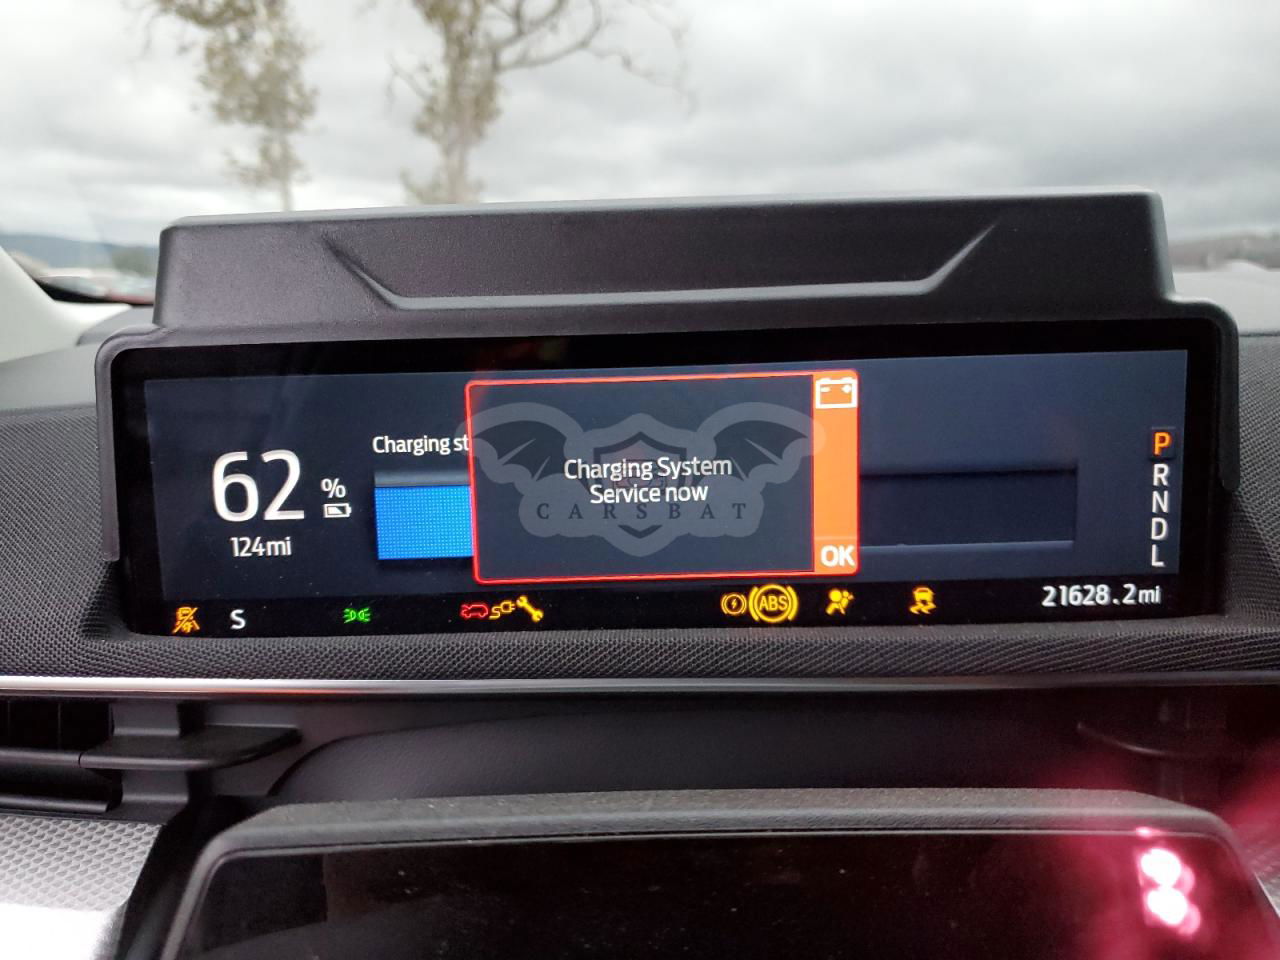 62 %
124mi
Charging st
Charging System
Service now
CARSBAT
OK
P
R
N
D
L
S
ABS
21628.2mi